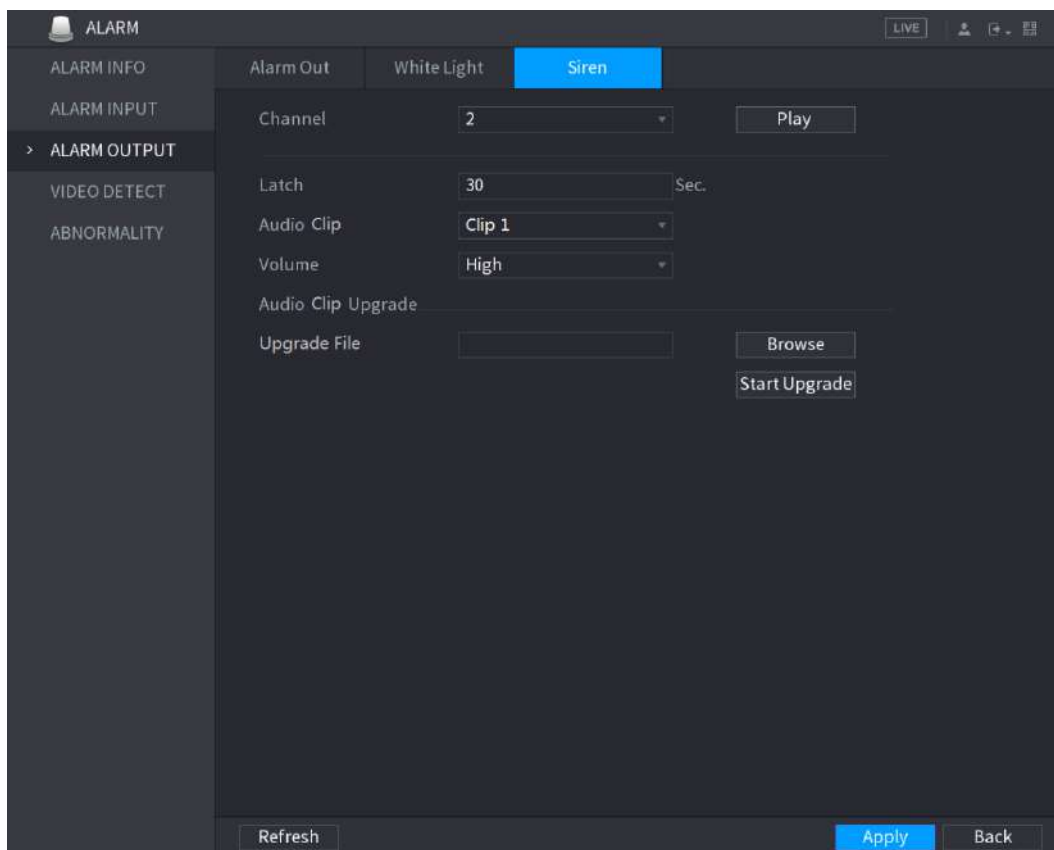 ALARM
LIVE
ALARM INFO
ALARM INPUT
> ALARM OUTPUT
VIDEO DETECT
ABNORMALITY
Alarm Out White Light Siren
Channel 2 Play
Latch 30 Sec.
Audio Clip Clip 1
Volume High
Audio Clip Upgrade
Upgrade File Browse
Start Upgrade
Refresh Apply Back